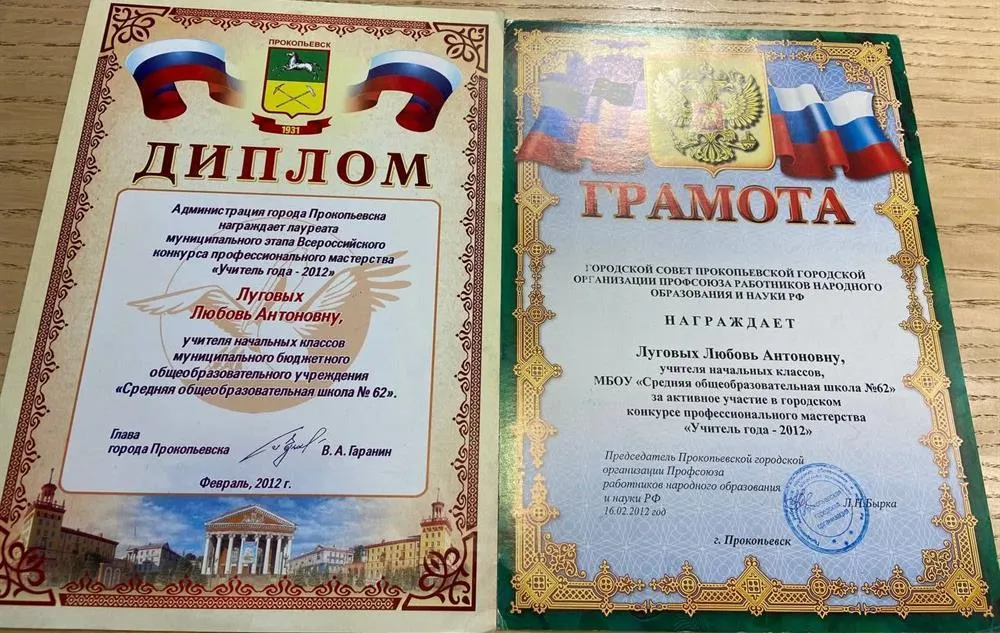 ПРОКОПЬЕВСК
1931
ДИПЛОМ
Администрация города Прокопьевска
награждает лауреата
муниципального этапа Всероссийского
конкурса профессионального мастерства
«Учитель года - 2012»
Луговых
Любовь Антоновну,
учителя начальных классов
муниципального бюджетного
общеобразовательного учреждения
«Средняя общеобразовательная школа № 62».
Глава
города Прокопьевска В. А. Гаранин
Февраль, 2012 г.
ГРАМОТА
ГОРОДСКОЙ СОВЕТ ПРОКОПЬЕВСКОЙ ГОРОДСКОЙ
ОРГАНИЗАЦИИ ПРОФСОЮЗА РАБОТНИКОВ НАРОДНОГО
ОБРАЗОВАНИЯ И НАУКИ РФ
НАГРАЖДАЕТ
Луговых Любовь Антоновну,
учителя начальных классов,
МБОУ «Средняя общеобразовательная школа №62»
за активное участие в городском
конкурсе профессионального мастерства
"Учитель года - 2012»
Председатель Прокопьевской городской
организации Профсоюза
работников народного образования
и науки РФ Л.Н.Бырка
16.02.2012 год
г. Прокопьевск